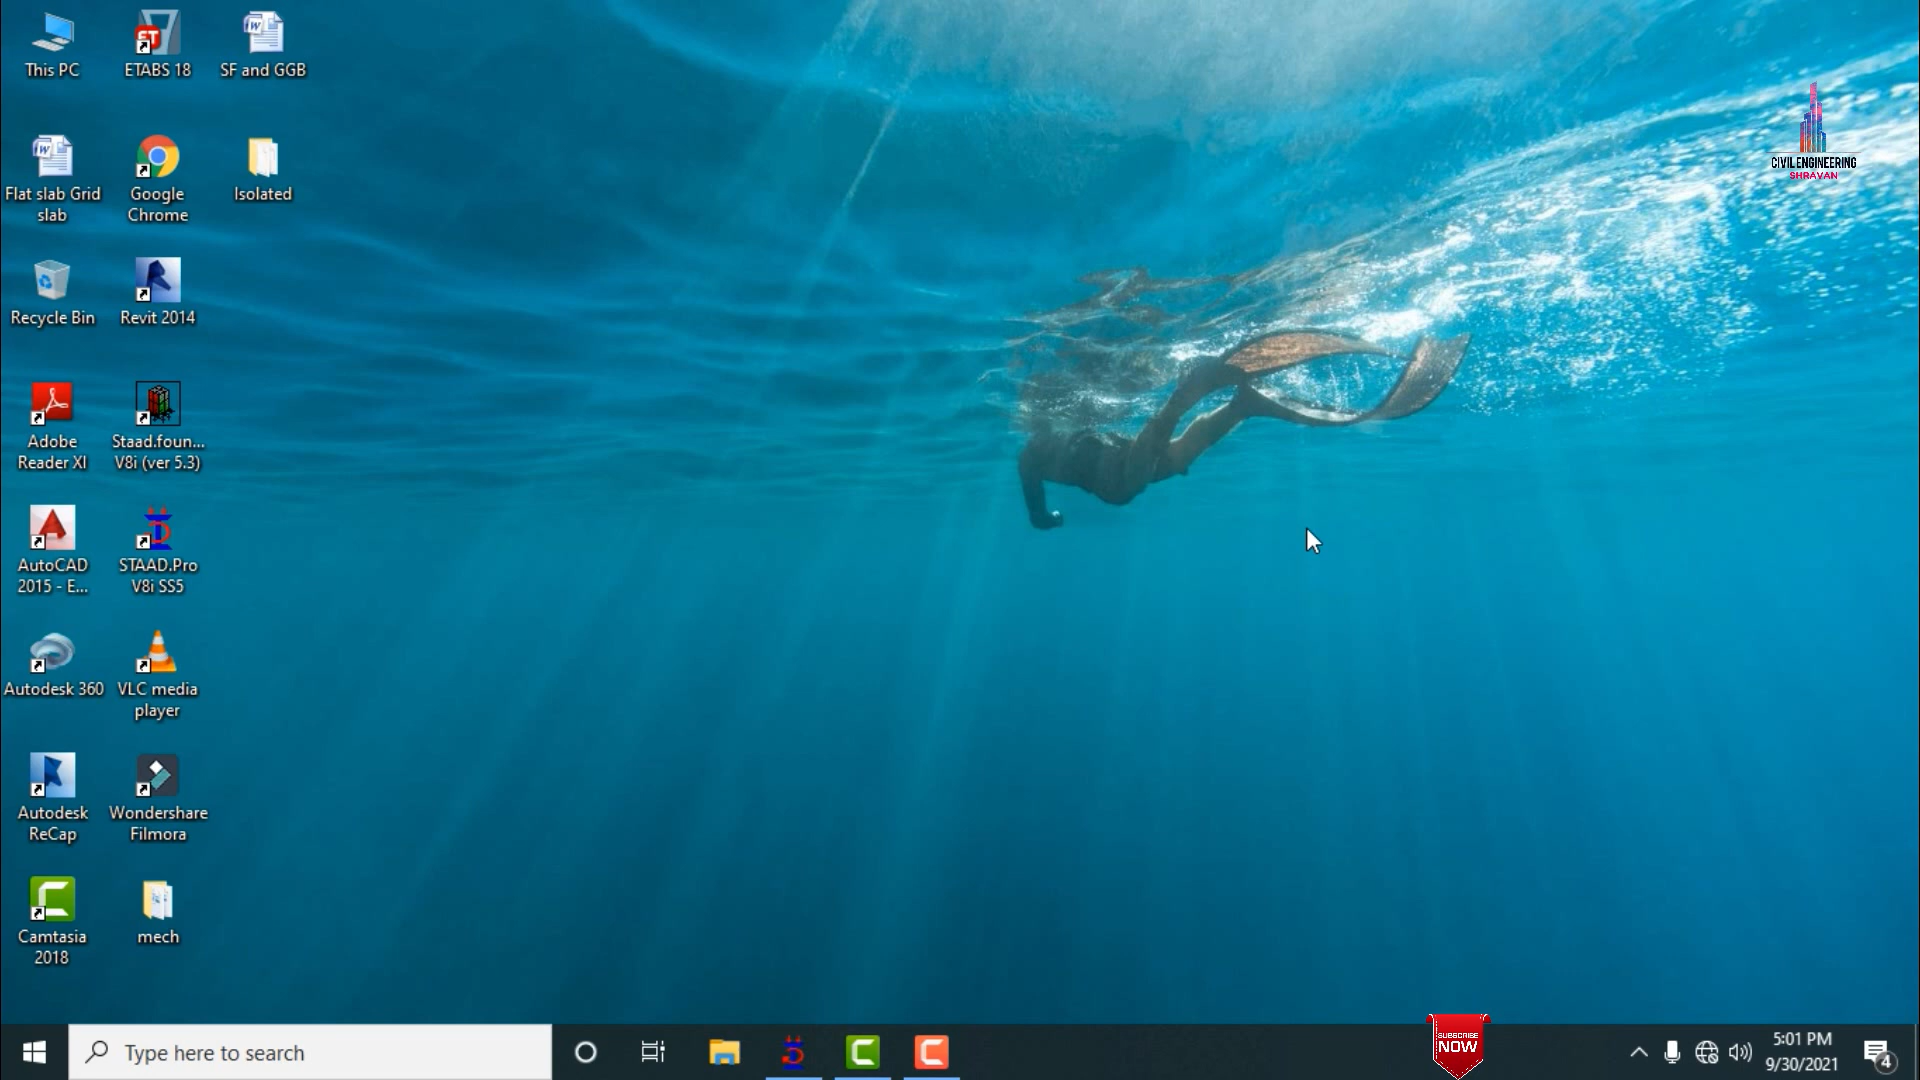 This PC
ETABS 18
SF and GGB
Flat slab Grid
slab
Google
Chrome
Isolated
Recycle Bin
Revit 2014
Adobe
Reader XI
Staad.foun...
V8i (ver 5.3)
AutoCAD
2015 - E...
STAAD.Pro
V8i SS5
Autodesk 360
VLC media
player
Autodesk
ReCap
Wondershare
Filmora
Camtasia
2018
mech
CIVIL ENGINEERING
SHRAVAN
Type here to search
SUBSCRIBE
NOW
5:01 PM
9/30/2021
4